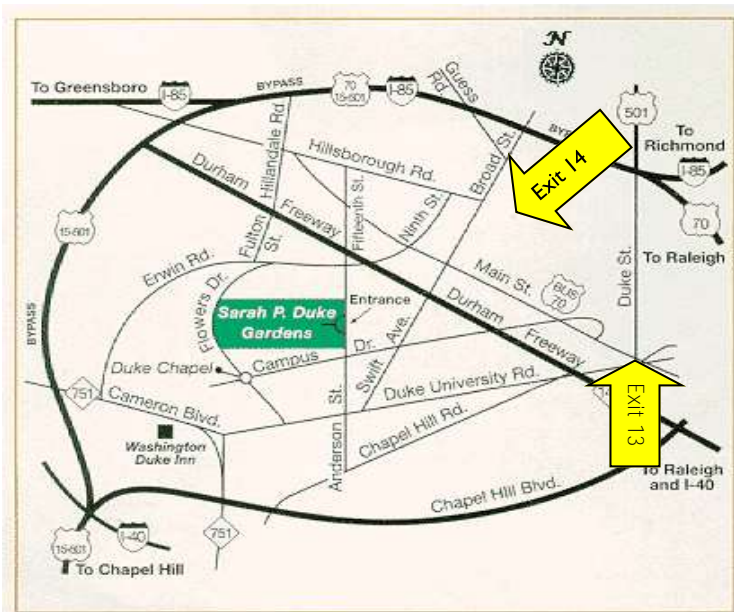 N
To Greensboro
I-85
BYPASS
70
15-501
I-85
Guess
Rd.
501
BY
To
Richmond
I-85
70
To Raleigh
Hillandale Rd.
Hillsborough Rd.
Broad St.
Exit 14
Durham
Freeway
Fulton
St.
Fifteenth St.
Ninth St.
15-501
BYPASS
Erwin Rd.
Flowers Dr.
Main St.
BUS
70
Duke St.
Sarah P. Duke
Gardens
Entrance
Durham
Freeway
Duke Chapel
Campus
Dr.
Swift Ave.
751
Cameron Blvd.
Duke University Rd.
Exit 13
Washington
Duke Inn
Anderson St.
Chapel Hill Rd.
To Raleigh
and I-40
Chapel Hill Blvd.
751
I-40
15-501
To Chapel Hill